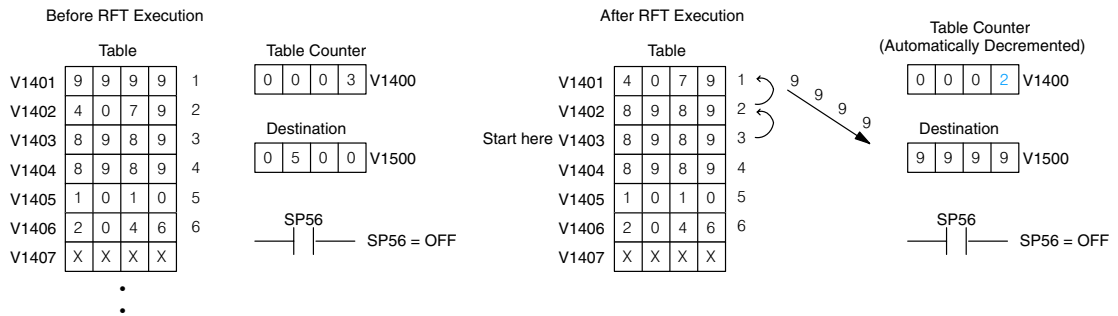 Before RFT Execution
Table
Table Counter
V1401 9 9 9 9 1
0 0 0 3 V1400
V1402 4 0 7 9 2
Destination
V1403 8 9 8 9 3
0 5 0 0 V1500
V1404 8 9 8 9 4
V1405 1 0 1 0 5
V1406 2 0 4 6 6
SP56
SP56 = OFF
V1407 X X X X
After RFT Execution
Table
Table Counter
(Automatically Decremented)
V1401 4 0 7 9 1
9 9 9 9
0 0 0 2 V1400
V1402 8 9 8 9 2
Destination
Start here V1403 8 9 8 9 3
9 9 9 9 V1500
V1404 8 9 8 9 4
V1405 1 0 1 0 5
V1406 2 0 4 6 6
SP56
SP56 = OFF
V1407 X X X X